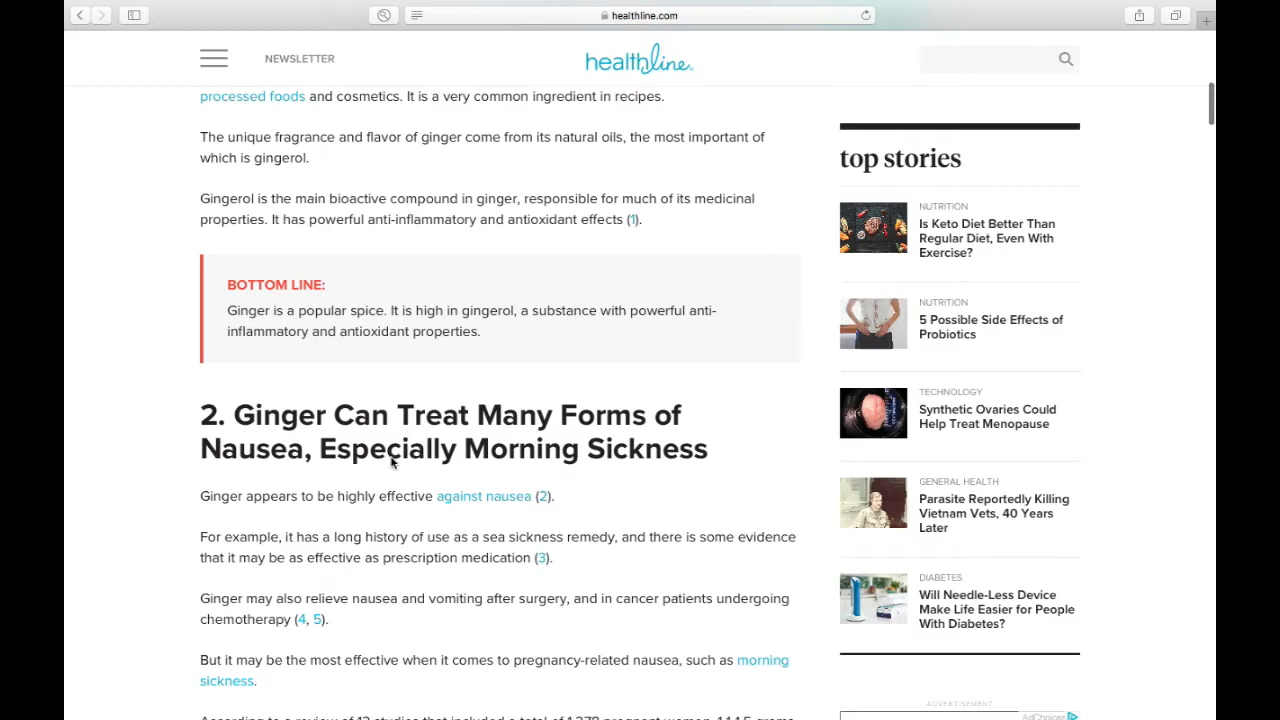 healthline.com
NEWSLETTER
healthline
processed foods and cosmetics. It is a very common ingredient in recipes.
The unique fragrance and flavor of ginger come from its natural oils, the most important of
which is gingerol.
Gingerol is the main bioactive compound in ginger, responsible for much of its medicinal
properties. It has powerful anti-inflammatory and antioxidant effects (1).
BOTTOM LINE:
Ginger is a popular spice. It is high in gingerol, a substance with powerful anti-
inflammatory and antioxidant properties.
2. Ginger Can Treat Many Forms of
Nausea, Especially Morning Sickness
Ginger appears to be highly effective against nausea (2).
For example, it has a long history of use as a sea sickness remedy, and there is some evidence
that it may be as effective as prescription medication (3).
Ginger may also relieve nausea and vomiting after surgery, and in cancer patients undergoing
chemotherapy (4, 5).
But it may be the most effective when it comes to pregnancy-related nausea, such as morning
sickness.
top stories
NUTRITION
Is Keto Diet Better Than
Regular Diet, Even With
Exercise?
NUTRITION
5 Possible Side Effects of
Probiotics
TECHNOLOGY
Synthetic Ovaries Could
Help Treat Menopause
GENERAL HEALTH
Parasite Reportedly Killing
Vietnam Vets, 40 Years
Later
DIABETES
Will Needle-Less Device
Make Life Easier for People
With Diabetes?
ADVERTISEMENT
AdChoices